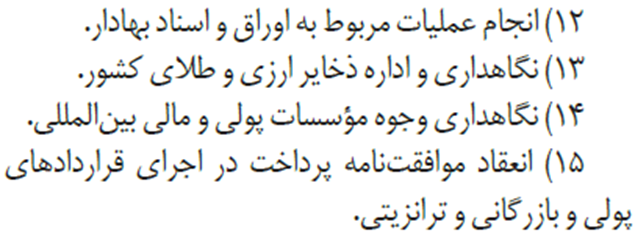 ۱۲) انجام عملیات مربوط به اوراق و اسناد بهادار.
۱۳) نگاهداری و اداره ذخایر ارزی و طلای کشور.
۱۴) نگاهداری وجوه مؤسسات پولی و مالی بین‌المللی.
۱۵) انعقاد موافقت‌نامه پرداخت در اجرای قراردادهای
پولی و بازرگانی و ترانزیتی.